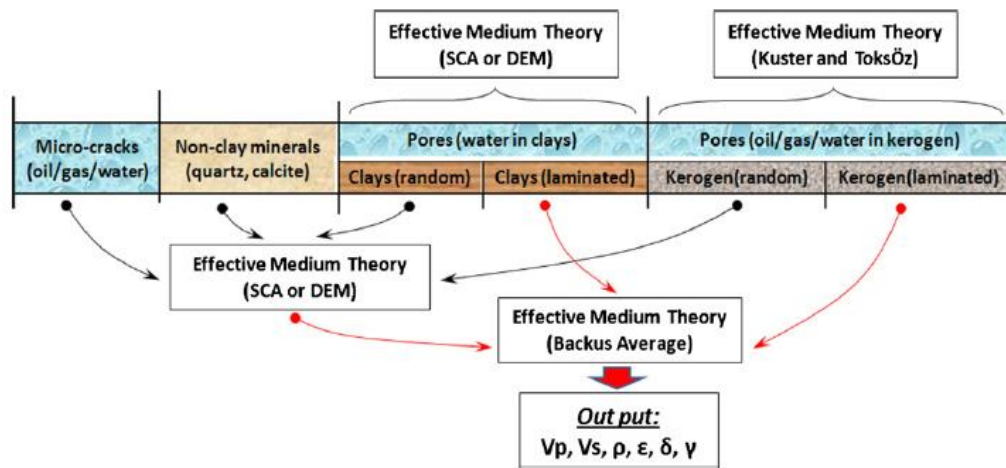 Effective Medium Theory
(SCA or DEM)
Effective Medium Theory
(Kuster and ToksÖz)
Micro-cracks
(oil/gas/water)
Non-clay minerals
(quartz, calcite)
Pores (water in clays)
Clays (random)
Clays (laminated)
Pores (oil/gas/water in kerogen)
Kerogen(random)
Kerogen(laminated)
Effective Medium Theory
(SCA or DEM)
Effective Medium Theory
(Backus Average)
Out put:
Vp, Vs, ρ, ε, δ, γ